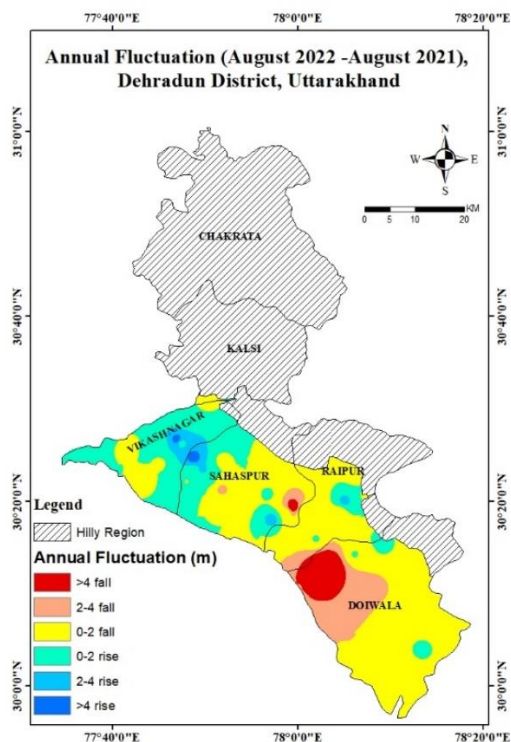 77°40'0"E 78°0'0"E 78°20'0"E
Annual Fluctuation (August 2022 -August 2021),
Dehradun District, Uttarakhand
N
W E
S
KM
0 5 10 20
31°0'0"N
30°40'0"N
30°20'0"N
30°0'0"N
CHAKRATA
KALSI
VIKASHNAGAR
SAHASPUR
RAIPUR
DOIWALA
Legend
Hilly Region
Annual Fluctuation (m)
>4 fall
2-4 fall
0-2 fall
0-2 rise
2-4 rise
>4 rise
31°0'0"N
30°40'0"N
30°20'0"N
30°0'0"N
77°40'0"E 78°0'0"E 78°20'0"E